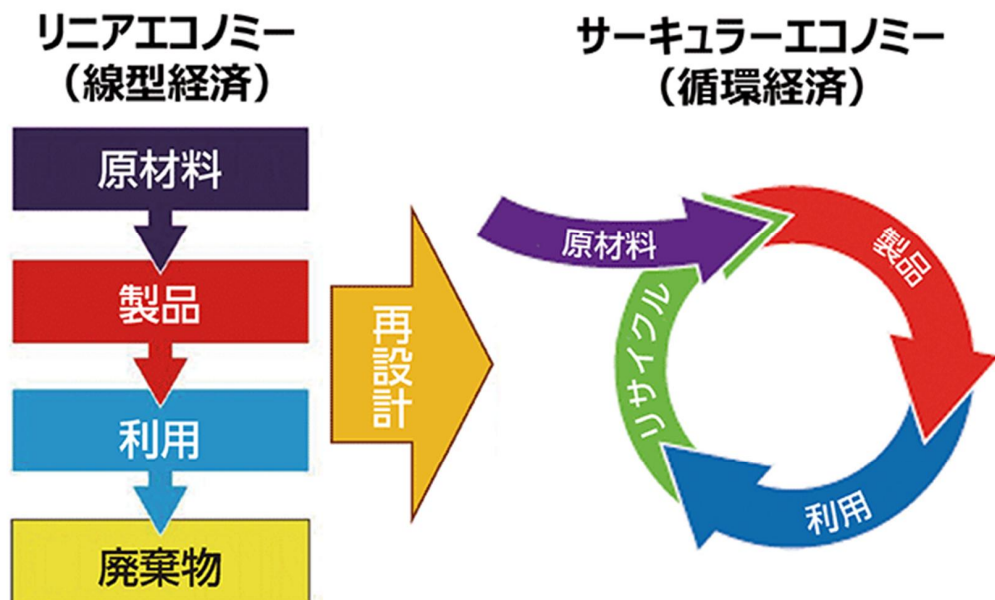 リニアエコノミー
（線型経済）
原材料
製品
利用
廃棄物
再設計
サーキュラーエコノミー
（循環経済）
原材料
製品
利用
リサイクル